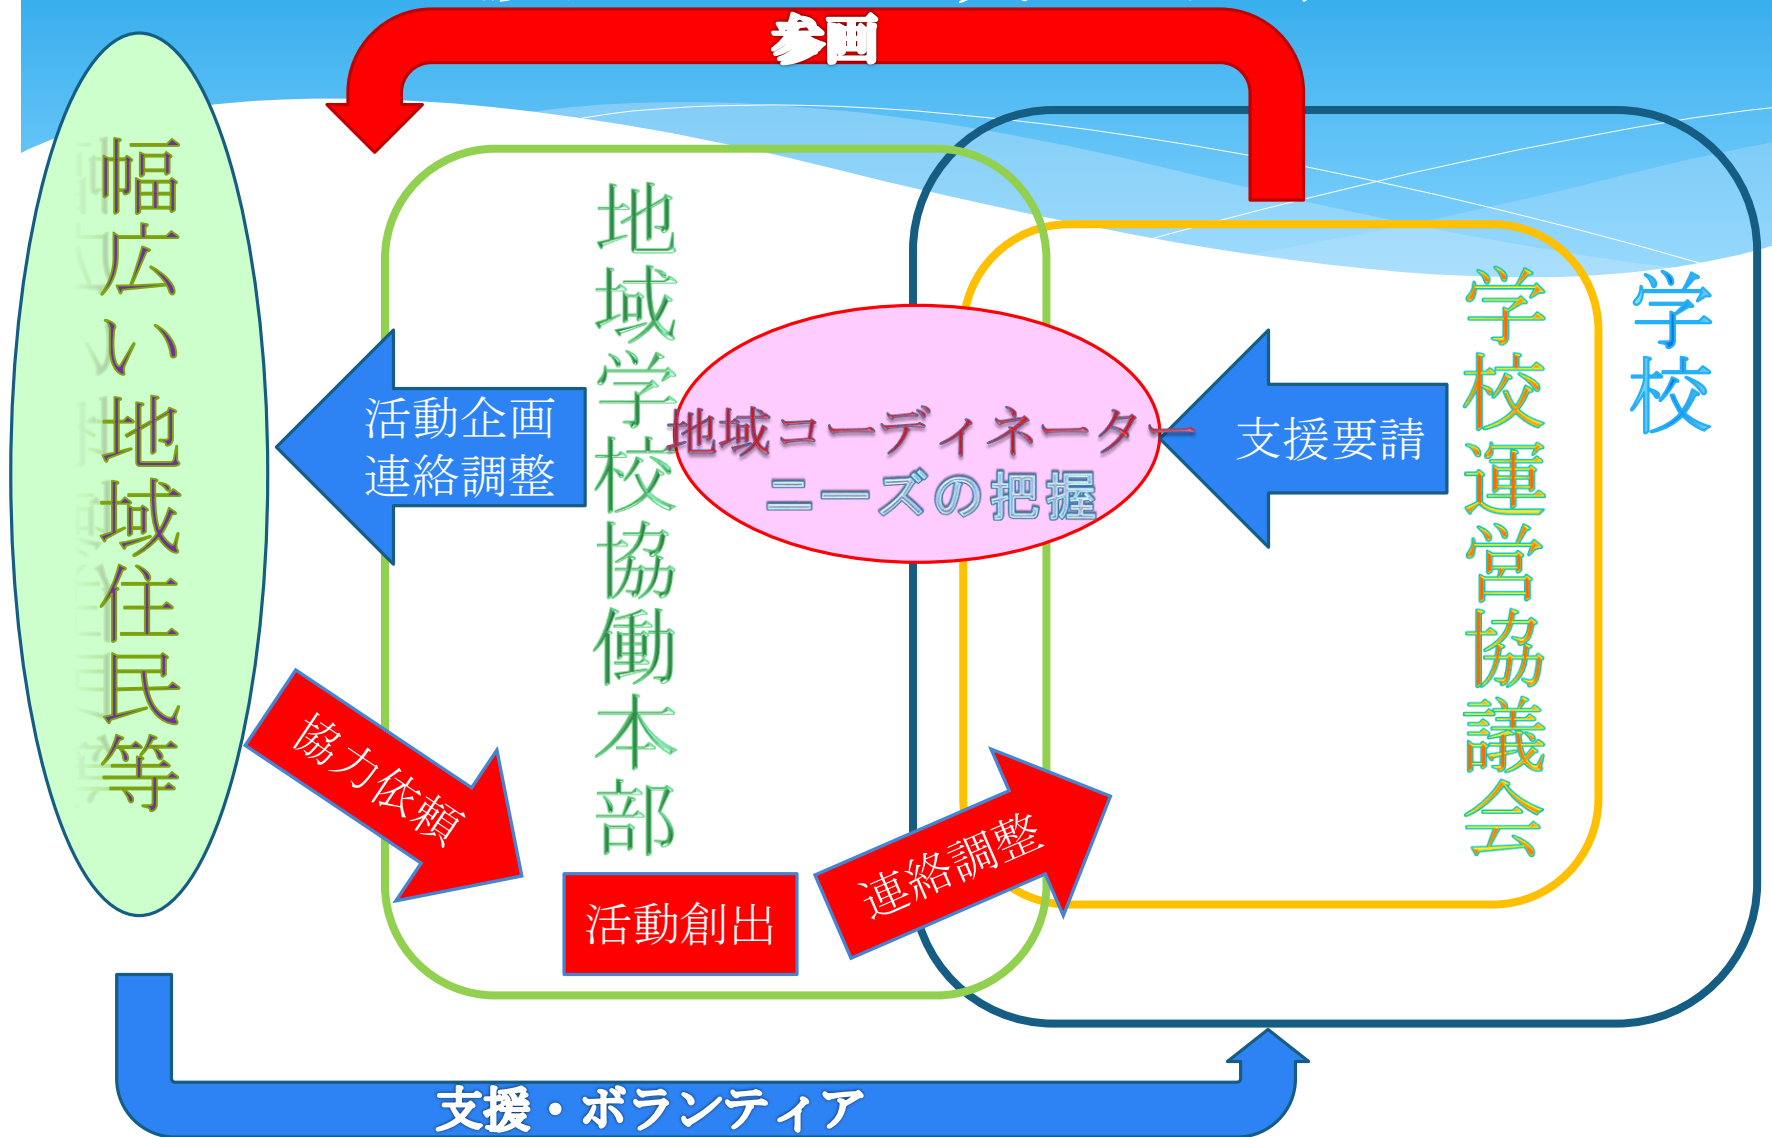 参画
幅広い地域住民等
地域学校協働本部
学校運営協議会
学校
活動企画
連絡調整
地域コーディネーター
ニーズの把握
支援要請
協力依頼
活動創出
連絡調整
支援・ボランティア